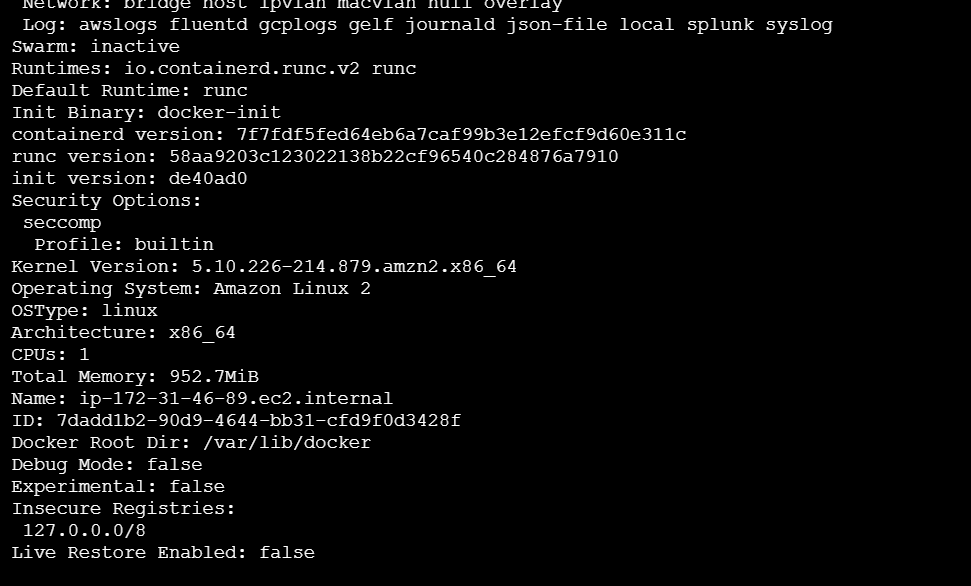 Network: bridge host ipvlan macvlan null overlay
Log: awslogs fluentd gcplogs gelf journald json-file local splunk syslog
Swarm: inactive
Runtimes: io.containerd.runc.v2 runc
Default Runtime: runc
Init Binary: docker-init
containerd version: 7f7fdf5fed64eb6a7caf99b3e12efcf9d60e311c
runc version: 58aa9203c123022138b22cf96540c284876a7910
init version: de40ad0
Security Options:
seccomp
Profile: builtin
Kernel Version: 5.10.226-214.879.amzn2.x86_64
Operating System: Amazon Linux 2
OSType: linux
Architecture: x86_64
CPUs: 1
Total Memory: 952.7MiB
Name: ip-172-31-46-89.ec2.internal
ID: 7dadd1b2-90d9-4644-bb31-cfd9f0d3428f
Docker Root Dir: /var/lib/docker
Debug Mode: false
Experimental: false
Insecure Registries:
127.0.0.0/8
Live Restore Enabled: false